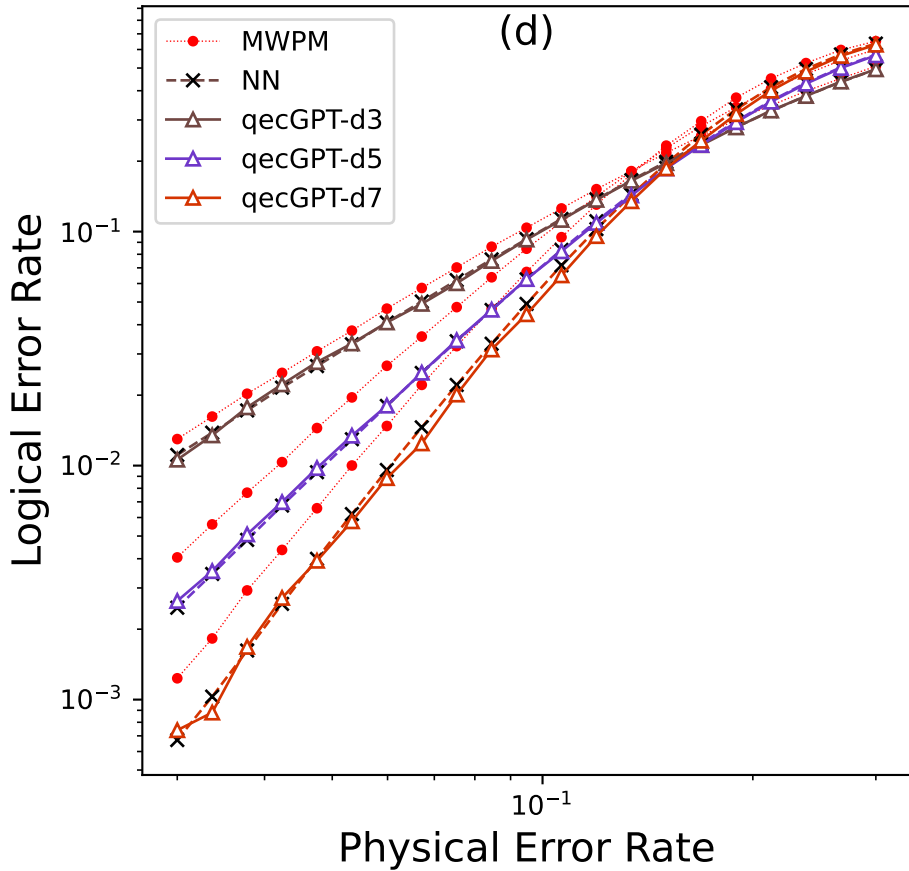 (d)
MWPM
NN
qecGPT-d3
qecGPT-d5
qecGPT-d7
Logical Error Rate
10⁻¹
10⁻²
10⁻³
10⁻¹
Physical Error Rate